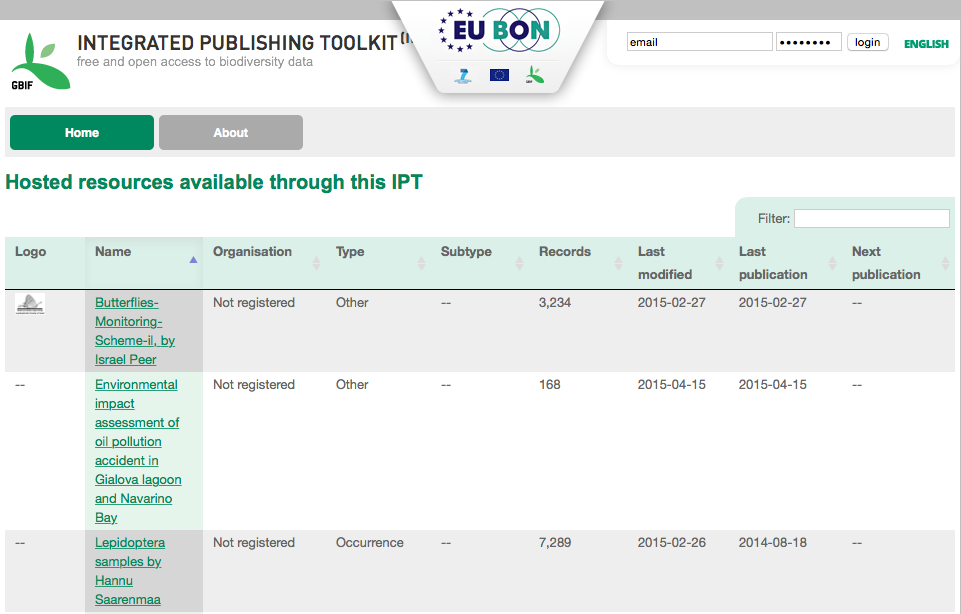 INTEGRATED PUBLISHING TOOLKIT
free and open access to biodiversity data
GBIF
EU BON
email
login
ENGLISH
Home
About
Hosted resources available through this IPT
Filter:
Logo
Name
Organisation
Type
Subtype
Records
Last
modified
Last
publication
Next
publication
Butterflies-
Monitoring-
Scheme-il, by
Israel Peer
Not registered
Other
--
3,234
2015-02-27
2015-02-27
--
--
Environmental
impact
assessment of
oil pollution
accident in
Gialova lagoon
and Navarino
Bay
Not registered
Other
--
168
2015-04-15
2015-04-15
--
--
Lepidoptera
samples by
Hannu
Saarenmaa
Not registered
Occurrence
--
7,289
2015-02-26
2014-08-18
--